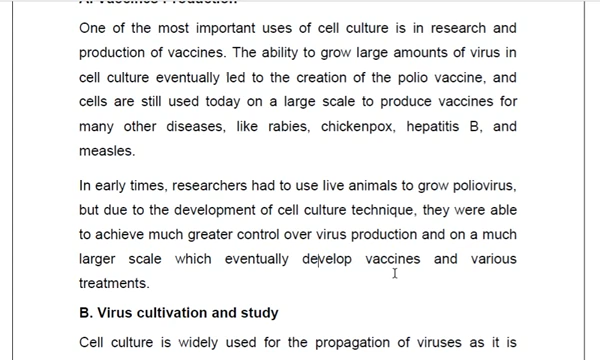 A. Vaccines Production
One of the most important uses of cell culture is in research and
production of vaccines. The ability to grow large amounts of virus in
cell culture eventually led to the creation of the polio vaccine, and
cells are still used today on a large scale to produce vaccines for
many other diseases, like rabies, chickenpox, hepatitis B, and
measles.
In early times, researchers had to use live animals to grow poliovirus,
but due to the development of cell culture technique, they were able
to achieve much greater control over virus production and on a much
larger scale which eventually develop vaccines and various
treatments.
B. Virus cultivation and study
Cell culture is widely used for the propagation of viruses as it is